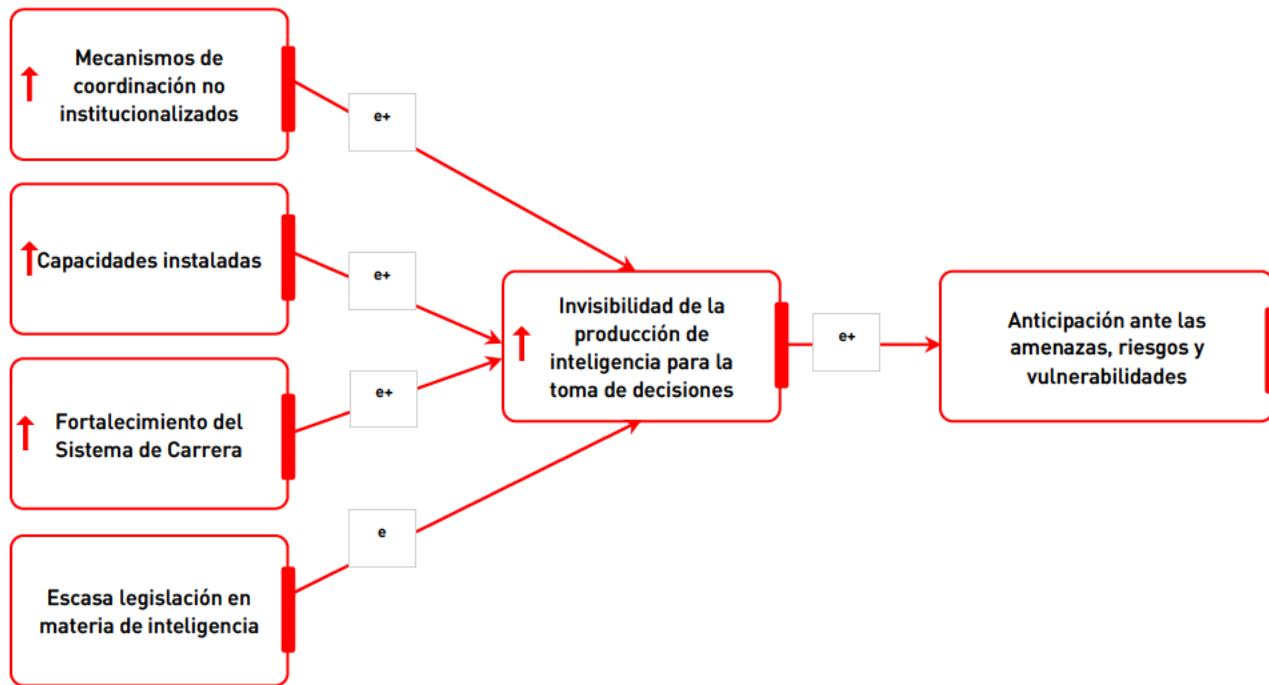 Mecanismos de
coordinación no
institucionalizados
e+
Capacidades instaladas
e+
Fortalecimiento del
Sistema de Carrera
e+
Escasa legislación en
materia de inteligencia
e
Invisibilidad de la
producción de
inteligencia para la
toma de decisiones
e+
Anticipación ante las
amenazas, riesgos y
vulnerabilidades